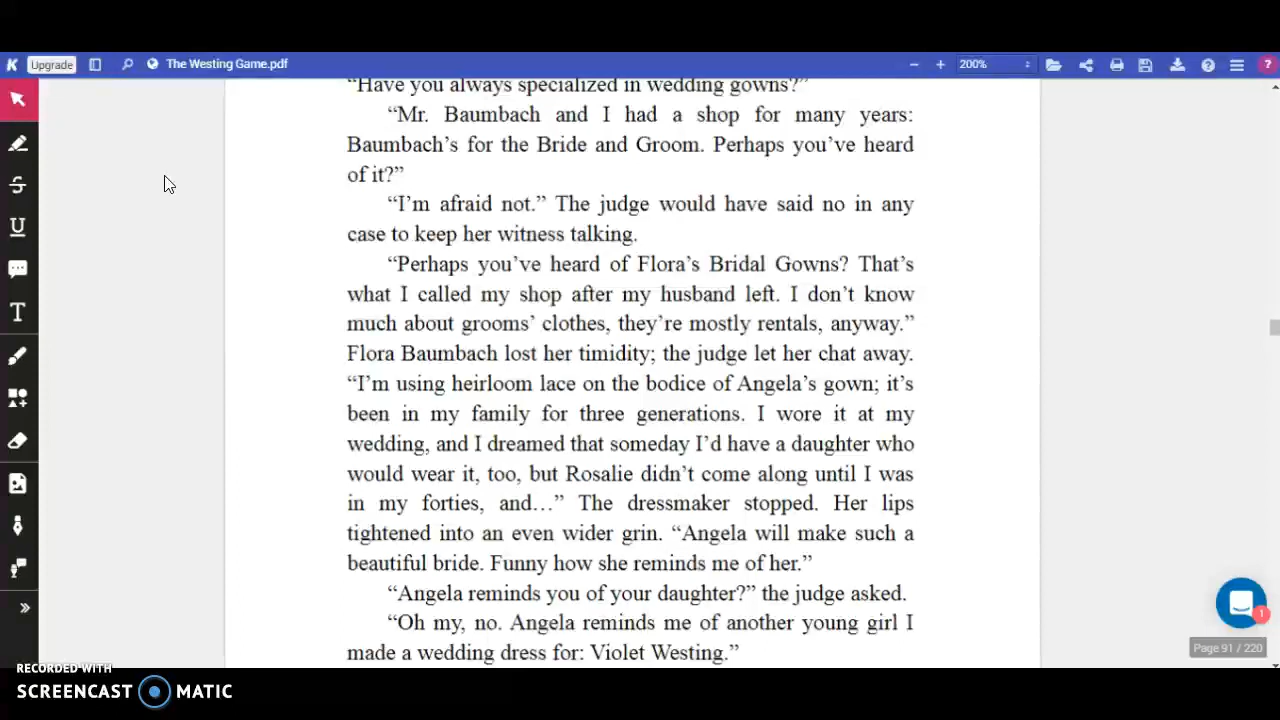 K Upgrade The Westing Game.pdf 200%
“Have you always specialized in wedding gowns?”
“Mr. Baumbach and I had a shop for many years:
Baumbach’s for the Bride and Groom. Perhaps you’ve heard
of it?”
“I’m afraid not.” The judge would have said no in any
case to keep her witness talking.
“Perhaps you’ve heard of Flora’s Bridal Gowns? That’s
what I called my shop after my husband left. I don’t know
much about grooms’ clothes, they’re mostly rentals, anyway.”
Flora Baumbach lost her timidity; the judge let her chat away.
“I’m using heirloom lace on the bodice of Angela’s gown; it’s
been in my family for three generations. I wore it at my
wedding, and I dreamed that someday I’d have a daughter who
would wear it, too, but Rosalie didn’t come along until I was
in my forties, and…” The dressmaker stopped. Her lips
tightened into an even wider grin. “Angela will make such a
beautiful bride. Funny how she reminds me of her.”
“Angela reminds you of your daughter?” the judge asked.
“Oh my, no. Angela reminds me of another young girl I
made a wedding dress for: Violet Westing.”
1
Page 91 / 220
RECORDED WITH
SCREENCAST MATIC